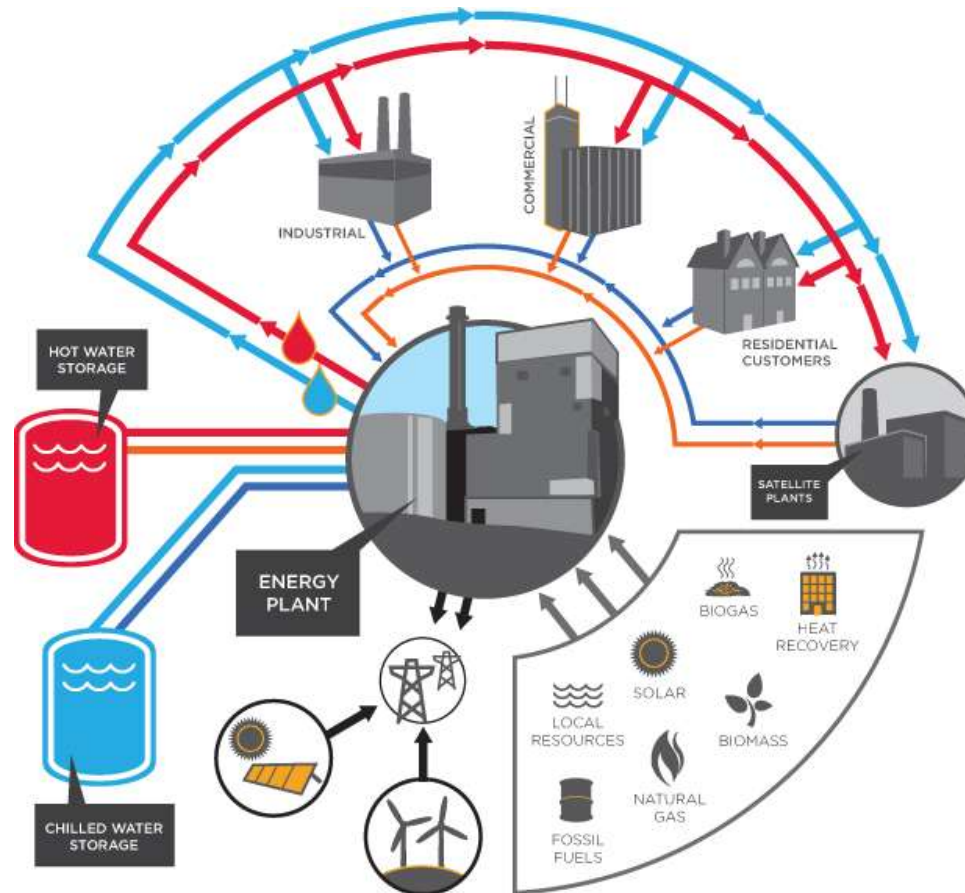 COMMERCIAL
INDUSTRIAL
RESIDENTIAL
CUSTOMERS
HOT WATER
STORAGE
SATELLITE
PLANTS
ENERGY
PLANT
BIOGAS
HEAT
RECOVERY
SOLAR
LOCAL
RESOURCES
BIOMASS
NATURAL
GAS
FOSSIL
FUELS
CHILLED WATER
STORAGE